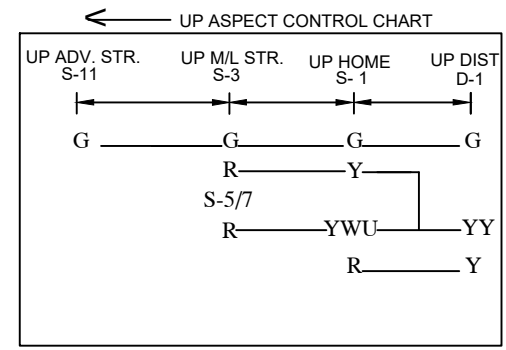 UP ASPECT CONTROL CHART
UP ADV. STR. UP M/L STR. UP HOME UP DIST
S-11 S-3 S- 1 D-1
G G G G
R Y
S-5/7
R YWU YY
R Y